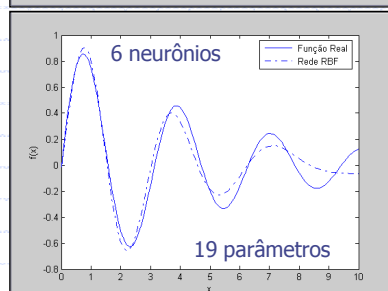 6 neurônios
Função Real
Rede RBF
1
0.8
0.6
0.4
0.2
0
-0.2
-0.4
-0.6
-0.8
f(x)
19 parâmetros
0 1 2 3 4 5 6 7 8 9 10
x